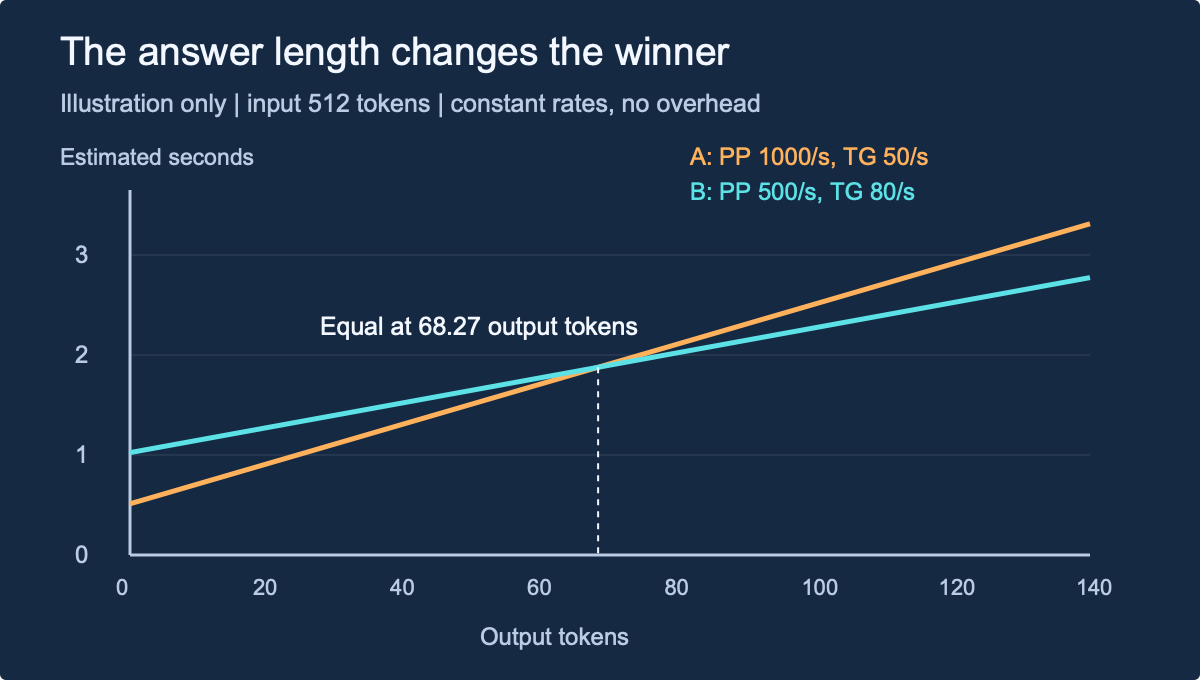 The answer length changes the winner
Illustration only | input 512 tokens | constant rates, no overhead
Estimated seconds
A: PP 1000/s, TG 50/s
B: PP 500/s, TG 80/s
3
Equal at 68.27 output tokens
2
1
0
0 20 40 60 80 100 120 140
Output tokens